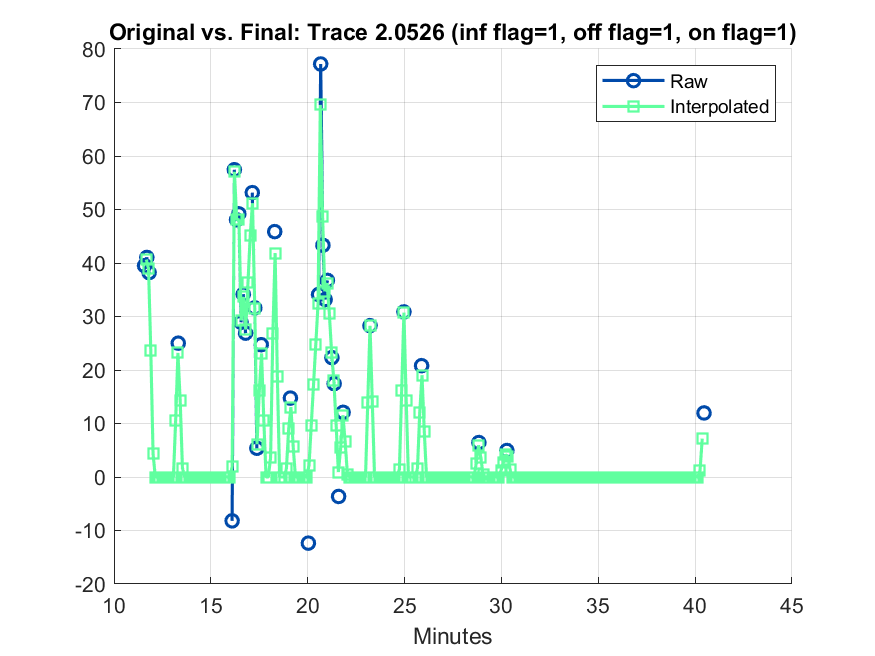 Original vs. Final: Trace 2.0526 (inf flag=1, off flag=1, on flag=1)
80
70
60
50
40
30
20
10
0
-10
-20
Raw
Interpolated
10 15 20 25 30 35 40 45
Minutes